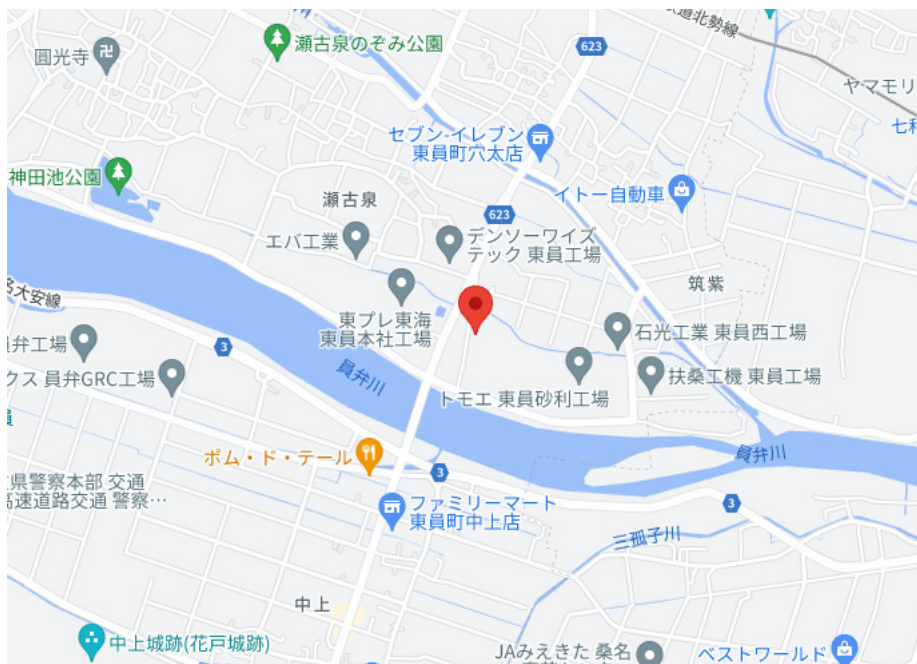 瀬古泉のぞみ公園
623
道北勢線
圓光寺
ヤマモリ
七和
セブン-イレブン
東員町穴太店
神田池公園
瀬古泉
イトー自動車
623
エバ工業
デンソーワイズ
テック 東員工場
筑紫
名大安線
東プレ東海
東員本社工場
石光工業 東員西工場
員弁工場
3
クス 員弁GRC工場
員弁川
トモエ 東員砂利工場
扶桑工機 東員工場
員
ポム・ド・テール
3
員弁川
県警察本部 交通
高速道路交通 警察…
ファミリーマート
東員町中上店
3
三孤子川
中上
中上城跡(花戸城跡)
JAみえきた 桑名
ベストワールド